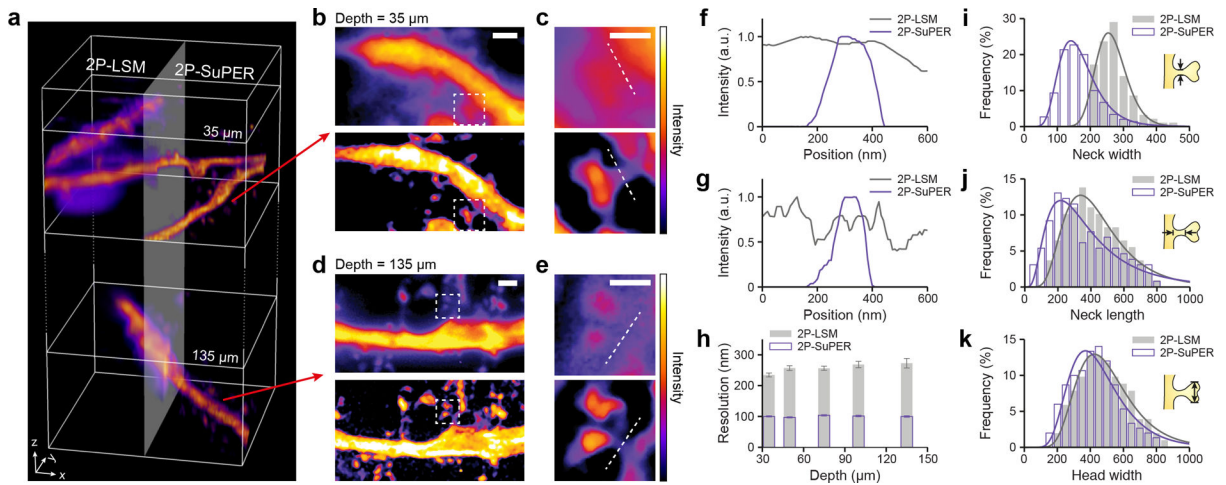 a
2P-LSM
2P-SuPER
35 µm
135 µm
z
y
x
b
Depth = 35 µm
c
Intensity
d
Depth = 135 µm
e
Intensity
f
2P-LSM
2P-SuPER
Intensity (a.u.)
1.0
0.5
0
0 200 400 600
Position (nm)
g
2P-LSM
2P-SuPER
Intensity (a.u.)
1.0
0.5
0
0 200 400 600
Position (nm)
h
2P-LSM
2P-SuPER
Resolution (nm)
300
200
100
0
30 60 90 120 150
Depth (µm)
i
2P-LSM
2P-SuPER
Frequency (%)
30
20
10
0
0 100 200 300 400 500
Neck width
j
2P-LSM
2P-SuPER
Frequency (%)
15
10
5
0
0 200 400 600 800 1000
Neck length
k
2P-LSM
2P-SuPER
Frequency (%)
15
10
5
0
0 200 400 600 800 1000
Head width